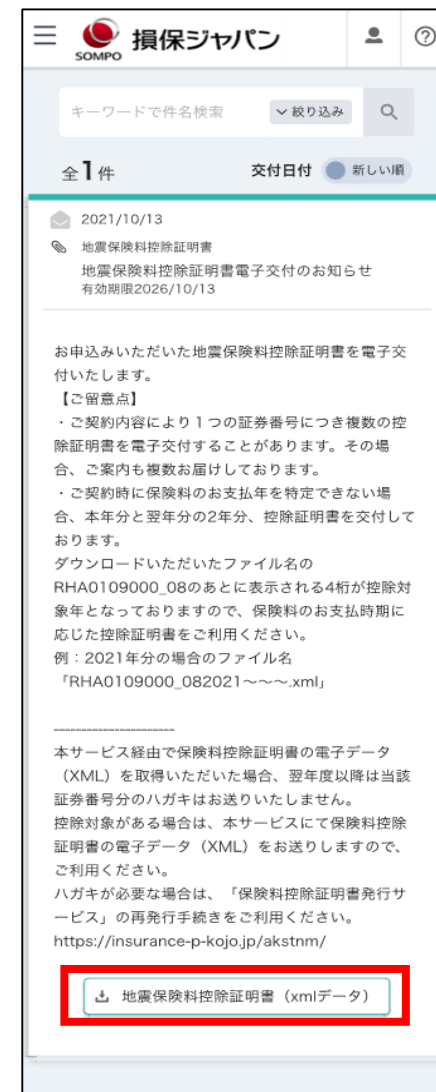 SOMPO 損保ジャパン
キーワードで件名検索 絞り込み
全1件 交付日付 新しい順
2021/10/13
地震保険料控除証明書
地震保険料控除証明書電子交付のお知らせ
有効期限2026/10/13
お申込みいただいた地震保険料控除証明書を電子交
付いたします。
【ご留意点】
・ご契約内容により１つの証券番号につき複数の控
除証明書を電子交付することがあります。その場
合、ご案内も複数お届けしております。
・ご契約時に保険料のお支払年を特定できない場
合、本年分と翌年分の2年分、控除証明書を交付して
おります。
ダウンロードいただいたファイル名の
RHA0109000_08のあとに表示される4桁が控除対
象年となっておりますので、保険料のお支払時期に
応じた控除証明書をご利用ください。
例：2021年分の場合のファイル名
「RHA0109000_082021～～～.xml」
----------------------
本サービス経由で保険料控除証明書の電子データ
（XML）を取得いただいた場合、翌年度以降は当該
証券番号分のハガキはお送りいたしません。
控除対象がある場合は、本サービスにて保険料控除
証明書の電子データ（XML）をお送りしますので、
ご利用ください。
ハガキが必要な場合は、「保険料控除証明書発行サ
ービス」の再発行手続きをご利用ください。
https://insurance-p-kojo.jp/akstnm/
地震保険料控除証明書（xmlデータ）